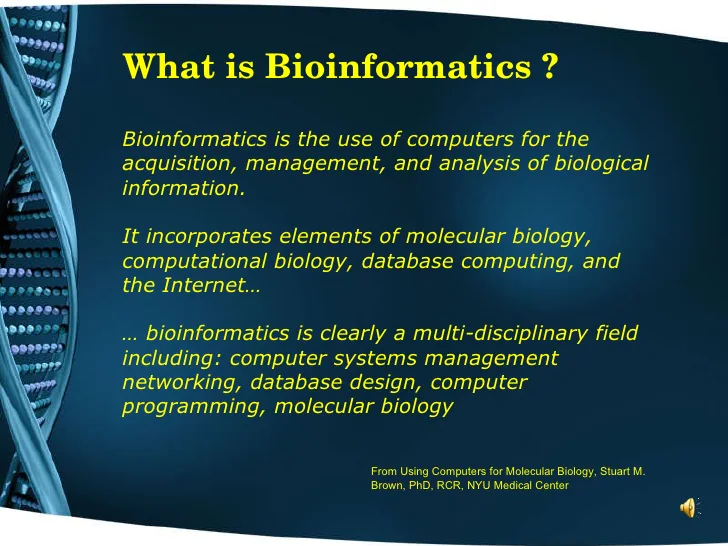 What is Bioinformatics ?
Bioinformatics is the use of computers for the
acquisition, management, and analysis of biological
information.
It incorporates elements of molecular biology,
computational biology, database computing, and
the Internet…
… bioinformatics is clearly a multi-disciplinary field
including: computer systems management
networking, database design, computer
programming, molecular biology
From Using Computers for Molecular Biology, Stuart M.
Brown, PhD, RCR, NYU Medical Center